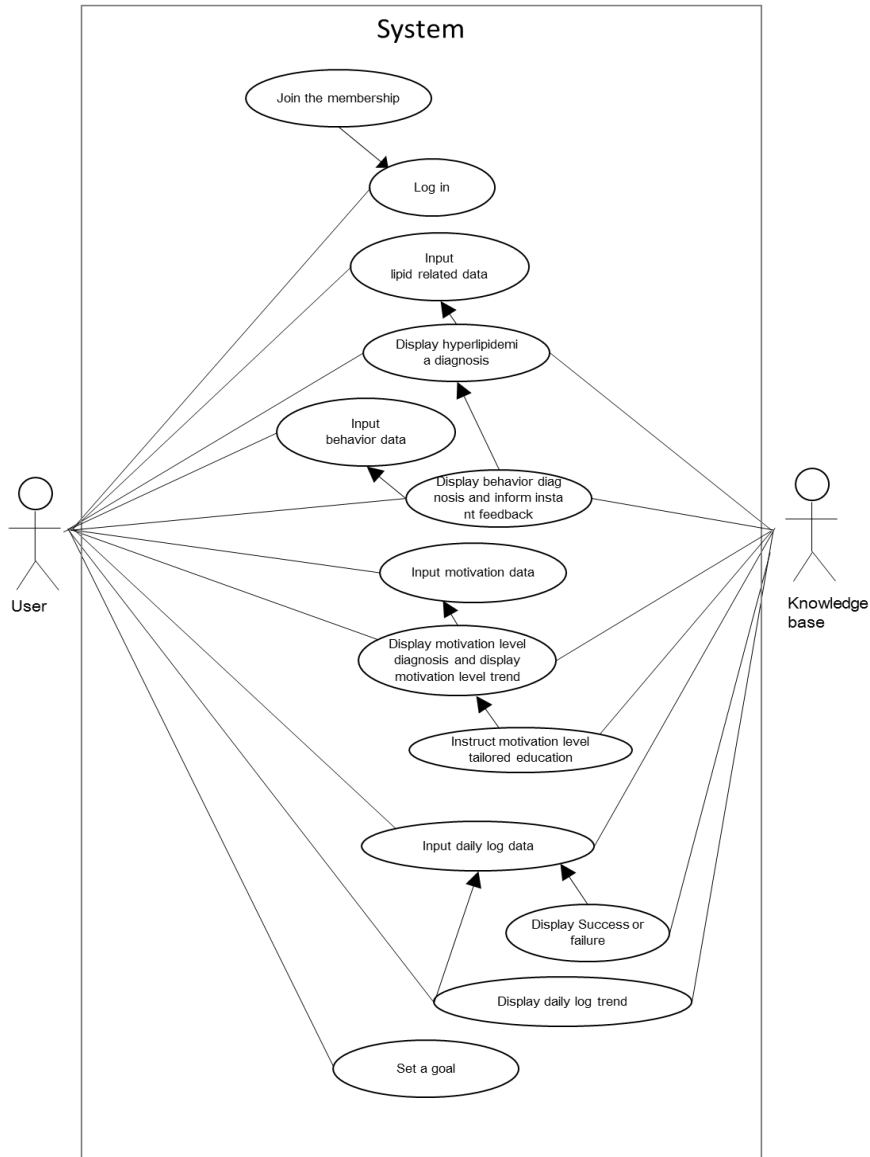 System
Join the membership
Log in
Input
lipid related data
Display hyperlipidemi
a diagnosis
Input
behavior data
Display behavior diag
nosis and inform insta
nt feedback
Input motivation data
User
Knowledge
base
Display motivation level
diagnosis and display
motivation level trend
Instruct motivation level
tailored education
Input daily log data
Display Success or
failure
Display daily log trend
Set a goal